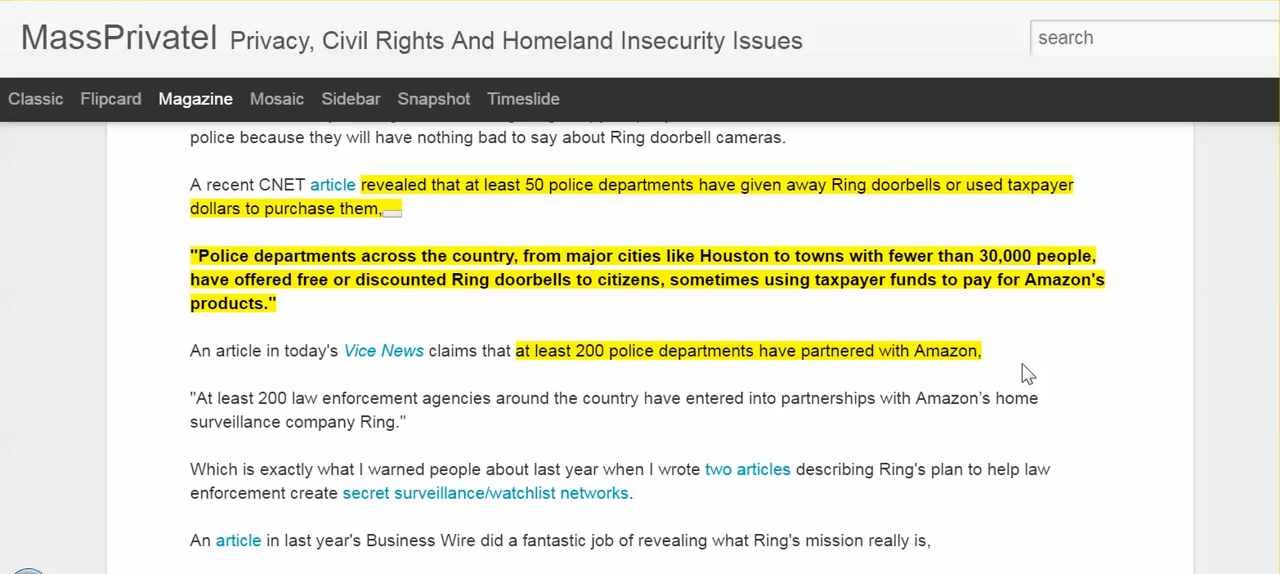 MassPrivateI Privacy, Civil Rights And Homeland Insecurity Issues
search
Classic Flipcard Magazine Mosaic Sidebar Snapshot Timeslide
police because they will have nothing bad to say about Ring doorbell cameras.
A recent CNET article revealed that at least 50 police departments have given away Ring doorbells or used taxpayer
dollars to purchase them,
"Police departments across the country, from major cities like Houston to towns with fewer than 30,000 people,
have offered free or discounted Ring doorbells to citizens, sometimes using taxpayer funds to pay for Amazon's
products."
An article in today's Vice News claims that at least 200 police departments have partnered with Amazon,
"At least 200 law enforcement agencies around the country have entered into partnerships with Amazon’s home
surveillance company Ring."
Which is exactly what I warned people about last year when I wrote two articles describing Ring's plan to help law
enforcement create secret surveillance/watchlist networks.
An article in last year's Business Wire did a fantastic job of revealing what Ring's mission really is,